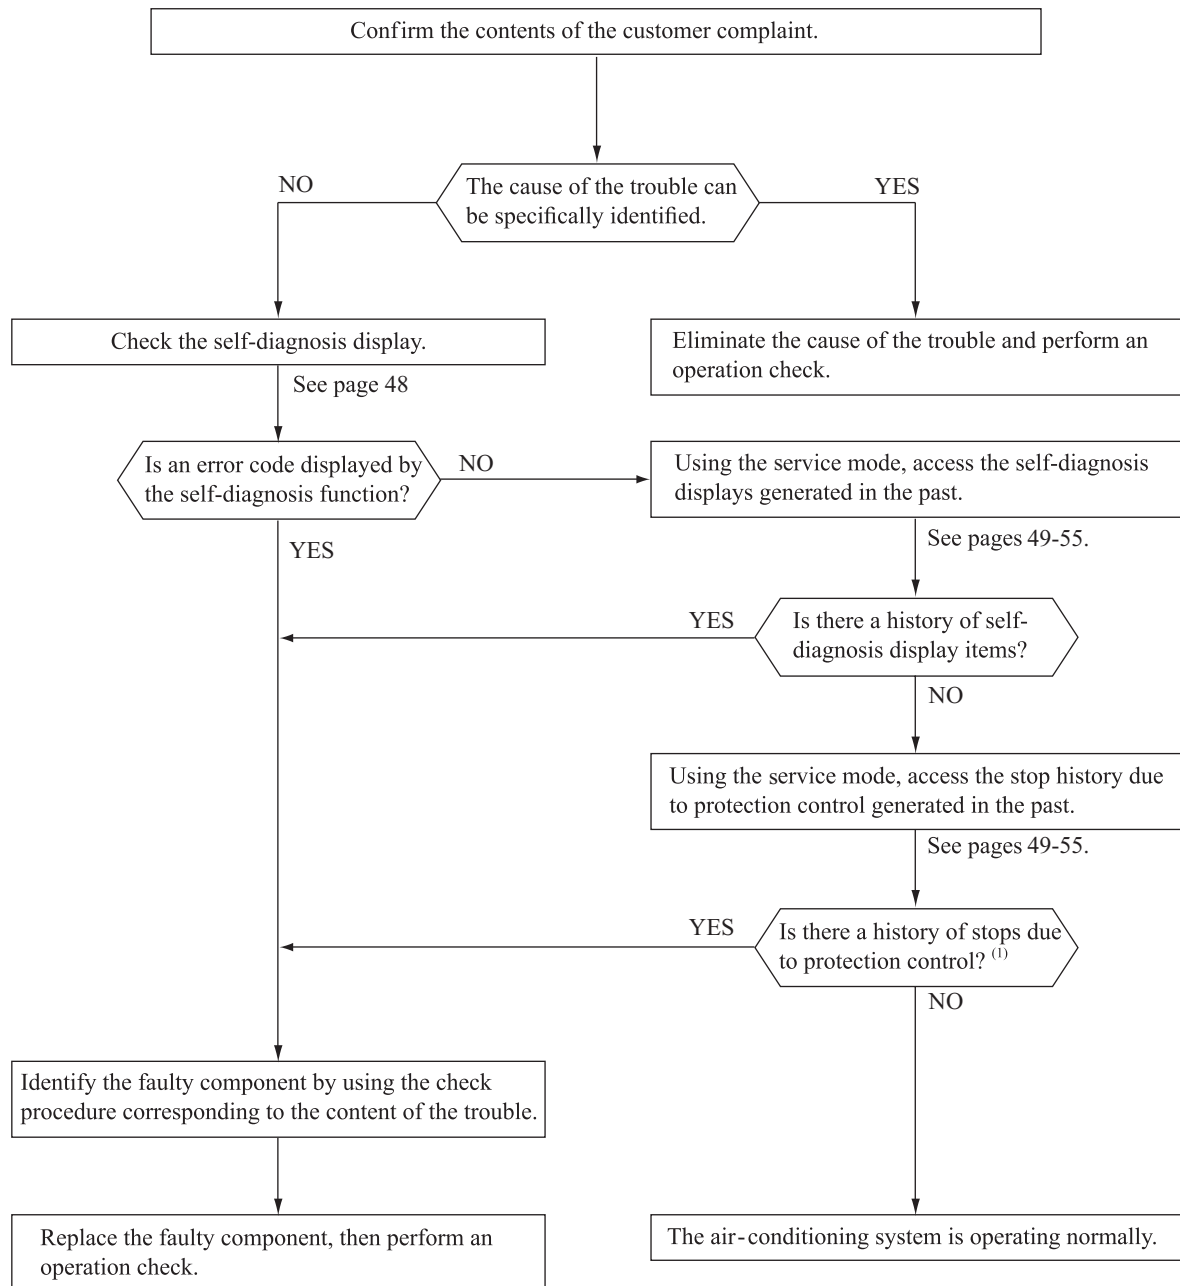 Confirm the contents of the customer complaint.
NO
The cause of the trouble can
be specifically identified.
YES
Check the self-diagnosis display.
See page 48
Eliminate the cause of the trouble and perform an
operation check.
Is an error code displayed by
the self-diagnosis function?
NO
YES
Using the service mode, access the self-diagnosis
displays generated in the past.
See pages 49-55.
YES
Is there a history of self-
diagnosis display items?
NO
Using the service mode, access the stop history due
to protection control generated in the past.
See pages 49-55.
YES
Is there a history of stops due
to protection control? (1)
NO
Identify the faulty component by using the check
procedure corresponding to the content of the trouble.
Replace the faulty component, then perform an
operation check.
The air-conditioning system is operating normally.